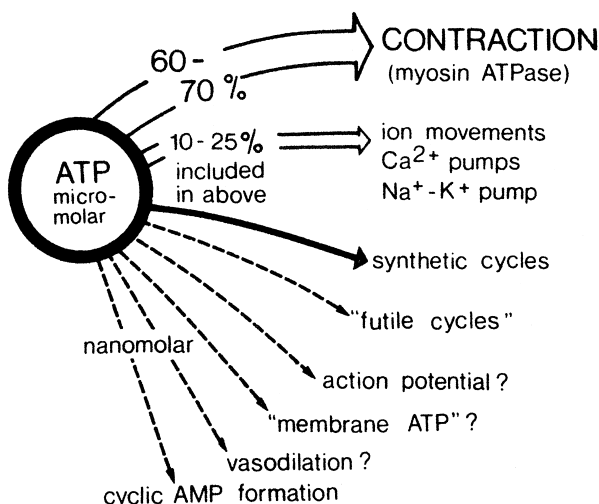 60-
70 %
CONTRACTION
(myosin ATPase)
10-25%
included
in above
ion movements
Ca2+ pumps
Na+-K+ pump
ATP
micro-
molar
synthetic cycles
"futile cycles"
nanomolar
action potential?
"membrane ATP"?
vasodilation?
cyclic AMP formation